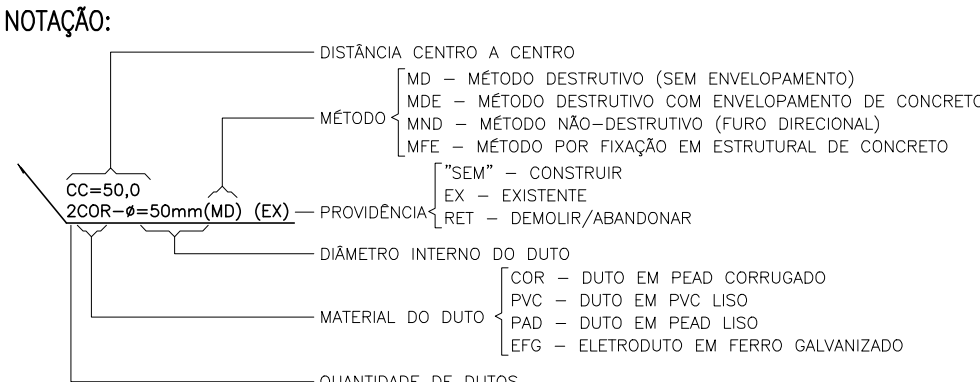 NOTAÇÃO:
DISTÂNCIA CENTRO A CENTRO
MD – MÉTODO DESTRUTIVO (SEM ENVELOPAMENTO)
MDE – MÉTODO DESTRUTIVO COM ENVELOPAMENTO DE CONCRETO
MÉTODO
MND – MÉTODO NÃO–DESTRUTIVO (FURO DIRECIONAL)
MFE – MÉTODO POR FIXAÇÃO EM ESTRUTURAL DE CONCRETO
"SEM" – CONSTRUIR
CC=50,0
EX – EXISTENTE
2COR–ø=50mm(MD) (EX)
PROVIDÊNCIA
RET – DEMOLIR/ABANDONAR
DIÂMETRO INTERNO DO DUTO
COR – DUTO EM PEAD CORRUGADO
PVC – DUTO EM PVC LISO
MATERIAL DO DUTO
PAD – DUTO EM PEAD LISO
EFG – ELETRODUTO EM FERRO GALVANIZADO
QUANTIDADE DE DUTOS